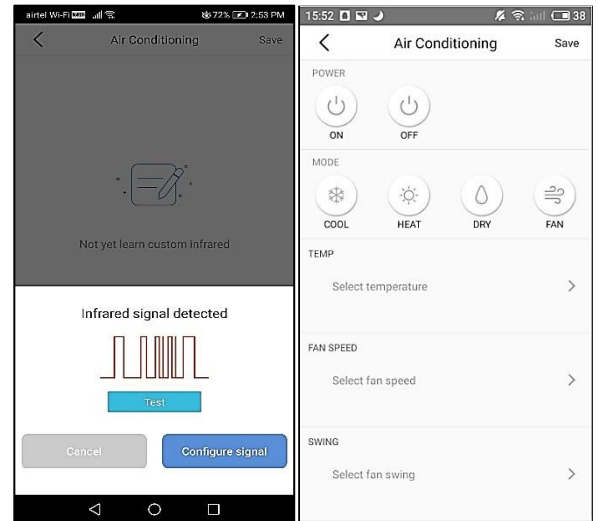 airtel Wi-Fi 72% 2:53 PM
Air Conditioning Save
Not yet learn custom infrared
Infrared signal detected
Test
Cancel Configure signal
15:52 38
Air Conditioning Save
POWER
ON OFF
MODE
COOL HEAT DRY FAN
TEMP
Select temperature
FAN SPEED
Select fan speed
SWING
Select fan swing